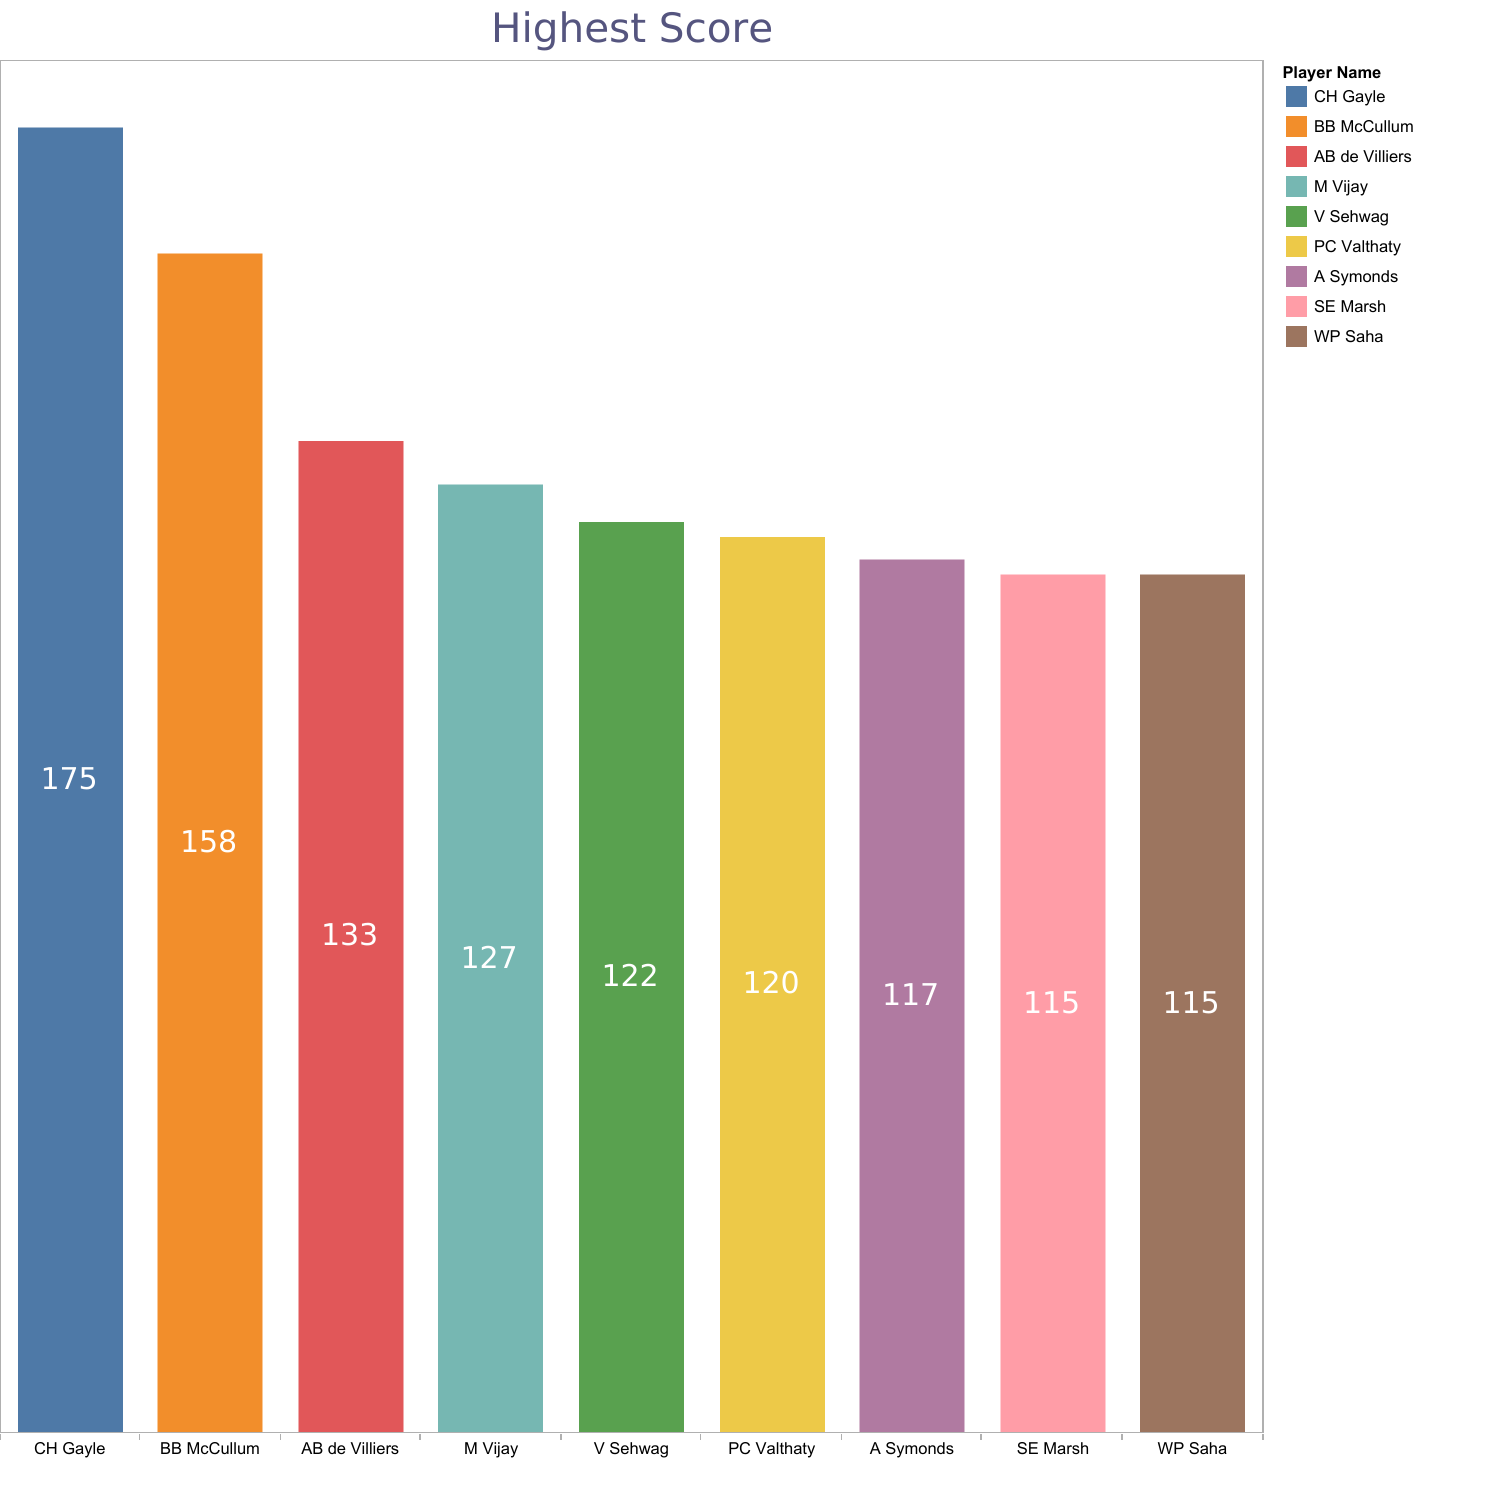 Highest Score
Player Name
CH Gayle
BB McCullum
AB de Villiers
M Vijay
V Sehwag
PC Valthaty
A Symonds
SE Marsh
WP Saha
175
158
133
127
122
120
117
115
115
CH Gayle
BB McCullum
AB de Villiers
M Vijay
V Sehwag
PC Valthaty
A Symonds
SE Marsh
WP Saha